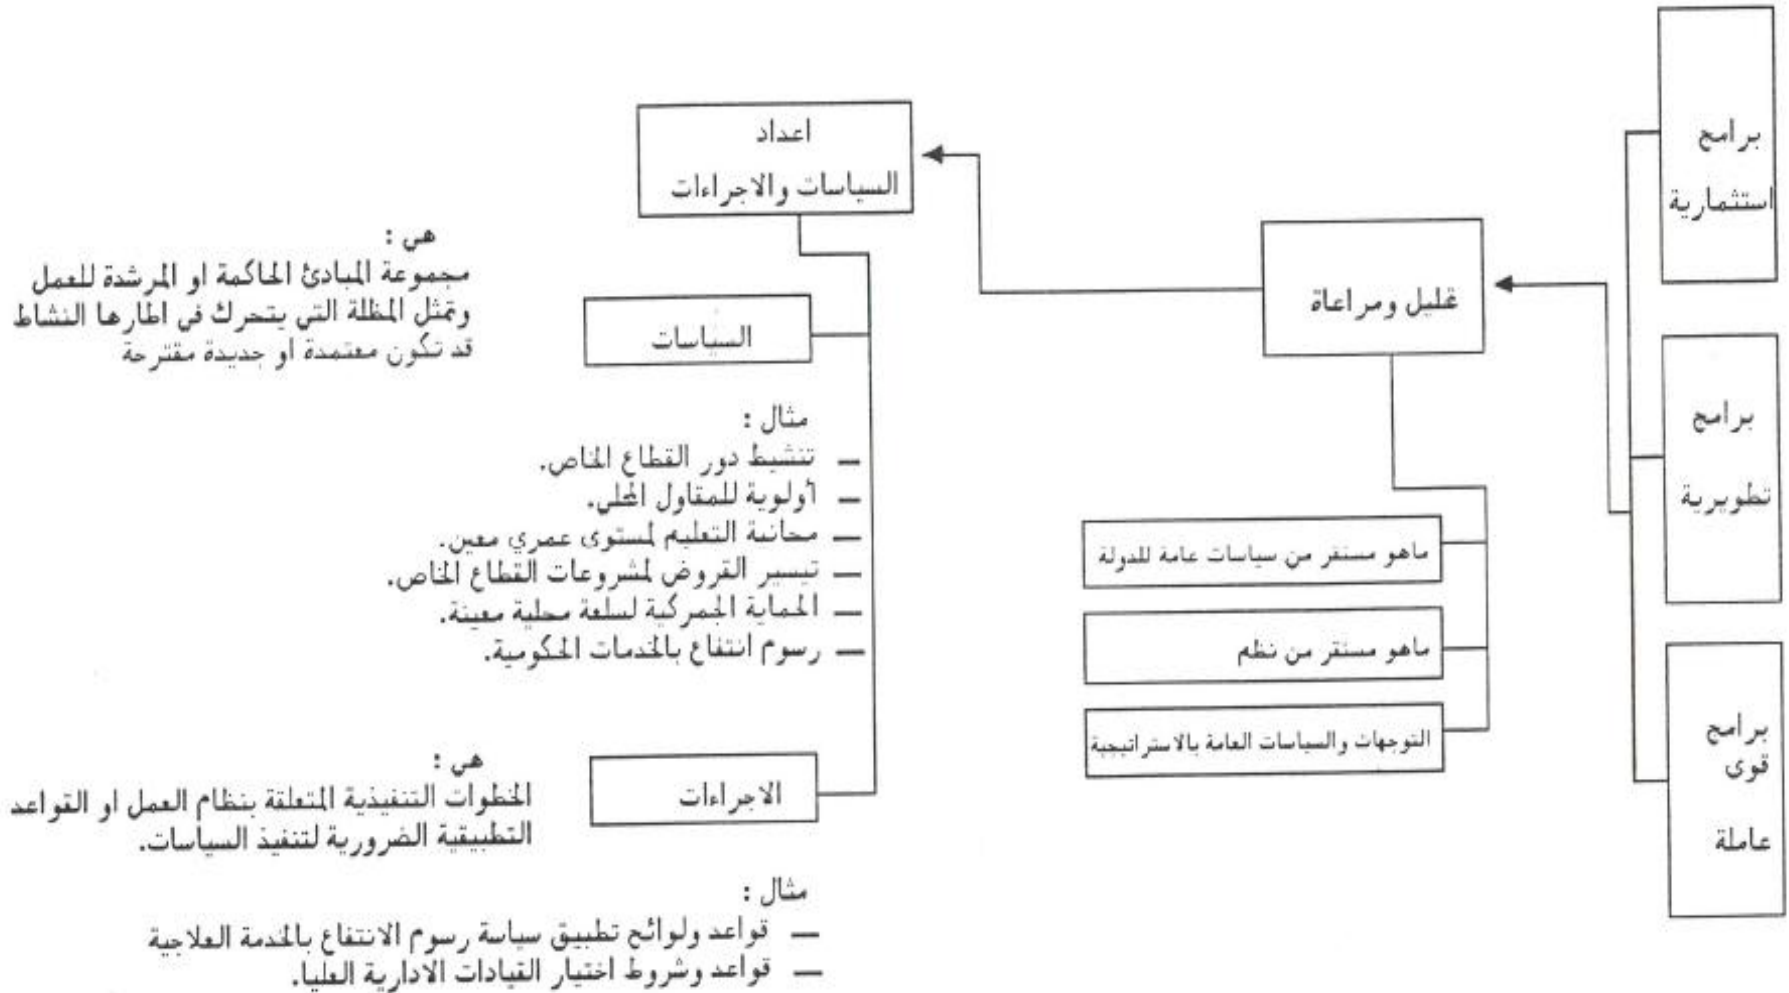 برامج
استثمارية
برامج
تطويرية
برامج
قوى
عاملة
غليل ومراعاة
ماهو مستقر من سياسات عامة للدولة
ماهو مستقر من نظم
التوجهات والسياسات العامة بالاستراتيجية
اعداد
السياسات والاجراءات
السياسات
هي :
مجموعة المبادئ الحاكمة او المرشدة للعمل
وتمثل المظلة التي يتحرك في اطارها النشاط
قد تكون معتمدة او جديدة مقترحة
مثال :
— تنشيط دور القطاع الخاص.
— أولوية للمقاول المحلي.
— مجانية التعليم لمستوى عمري معين.
— تيسير القروض لمشروعات القطاع الخاص.
— الحماية الجمركية لسلعة محلية معينة.
— رسوم انتفاع بالخدمات الحكومية.
الاجراءات
هي :
الخطوات التنفيذية المتعلقة بنظام العمل او القواعد
التطبيقية الضرورية لتنفيذ السياسات.
مثال :
— قواعد ولوائح تطبيق سياسة رسوم الانتفاع بالخدمة العلاجية
— قواعد وشروط اختيار القيادات الادارية العليا.